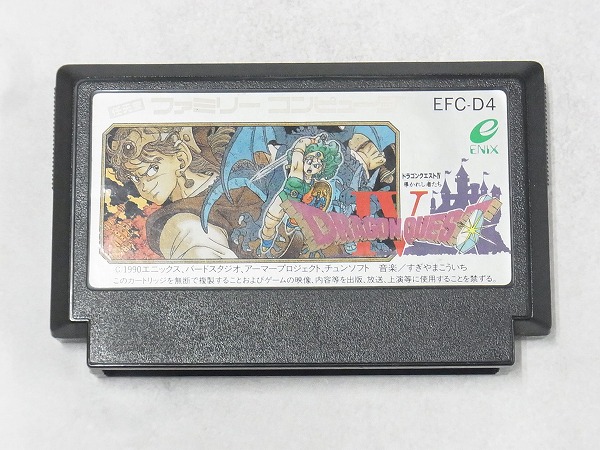 ファミリー コンピュータ
EFC-D4
ENIX
ドラゴンクエストIV
導かれし者たち
IV
DRAGON QUEST
© 1990 エニックス、バードスタジオ、アーマープロジェクト、チュンソフト 音楽/すぎやまこういち
このカートリッジを無断で複製することおよびゲームの映像、内容等を出版、放送、上演等に使用することを禁ずる。